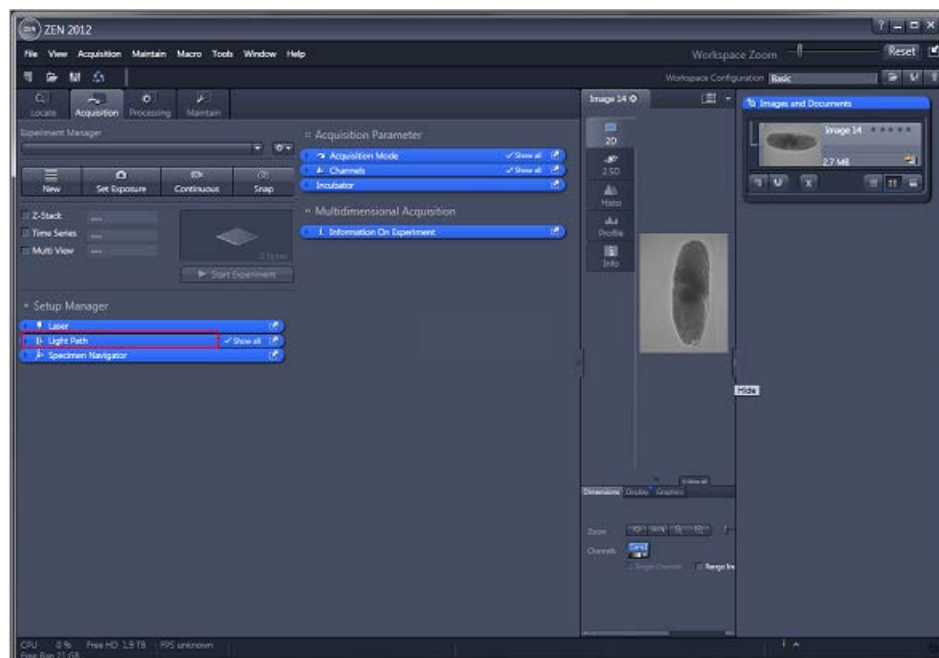 ZEN 2012
File View Acquisition Maintain Macro Tools Window Help
Workspace Zoom Reset
Workspace Configuration Basic
Locate Acquisition Processing Maintain
Experiment Manager
New Set Exposure Continuous Snap
Z-Stack
Time Series
Multi View
Start Experiment
Setup Manager
Laser
Light Path Show all
Specimen Navigator
Acquisition Parameter
Acquisition Mode Show all
Channels Show all
Incubator
Multidimensional Acquisition
Information On Experiment
Image 14
2D
2.5D
Histo
Profile
Info
Dimensions Display Graphics
Zoom
Channels
Single Channel Range Ind
Images and Documents
Image 14
2.7 MB
Hide
CPU 0 % Free HD 1.9 TB FPS unknown